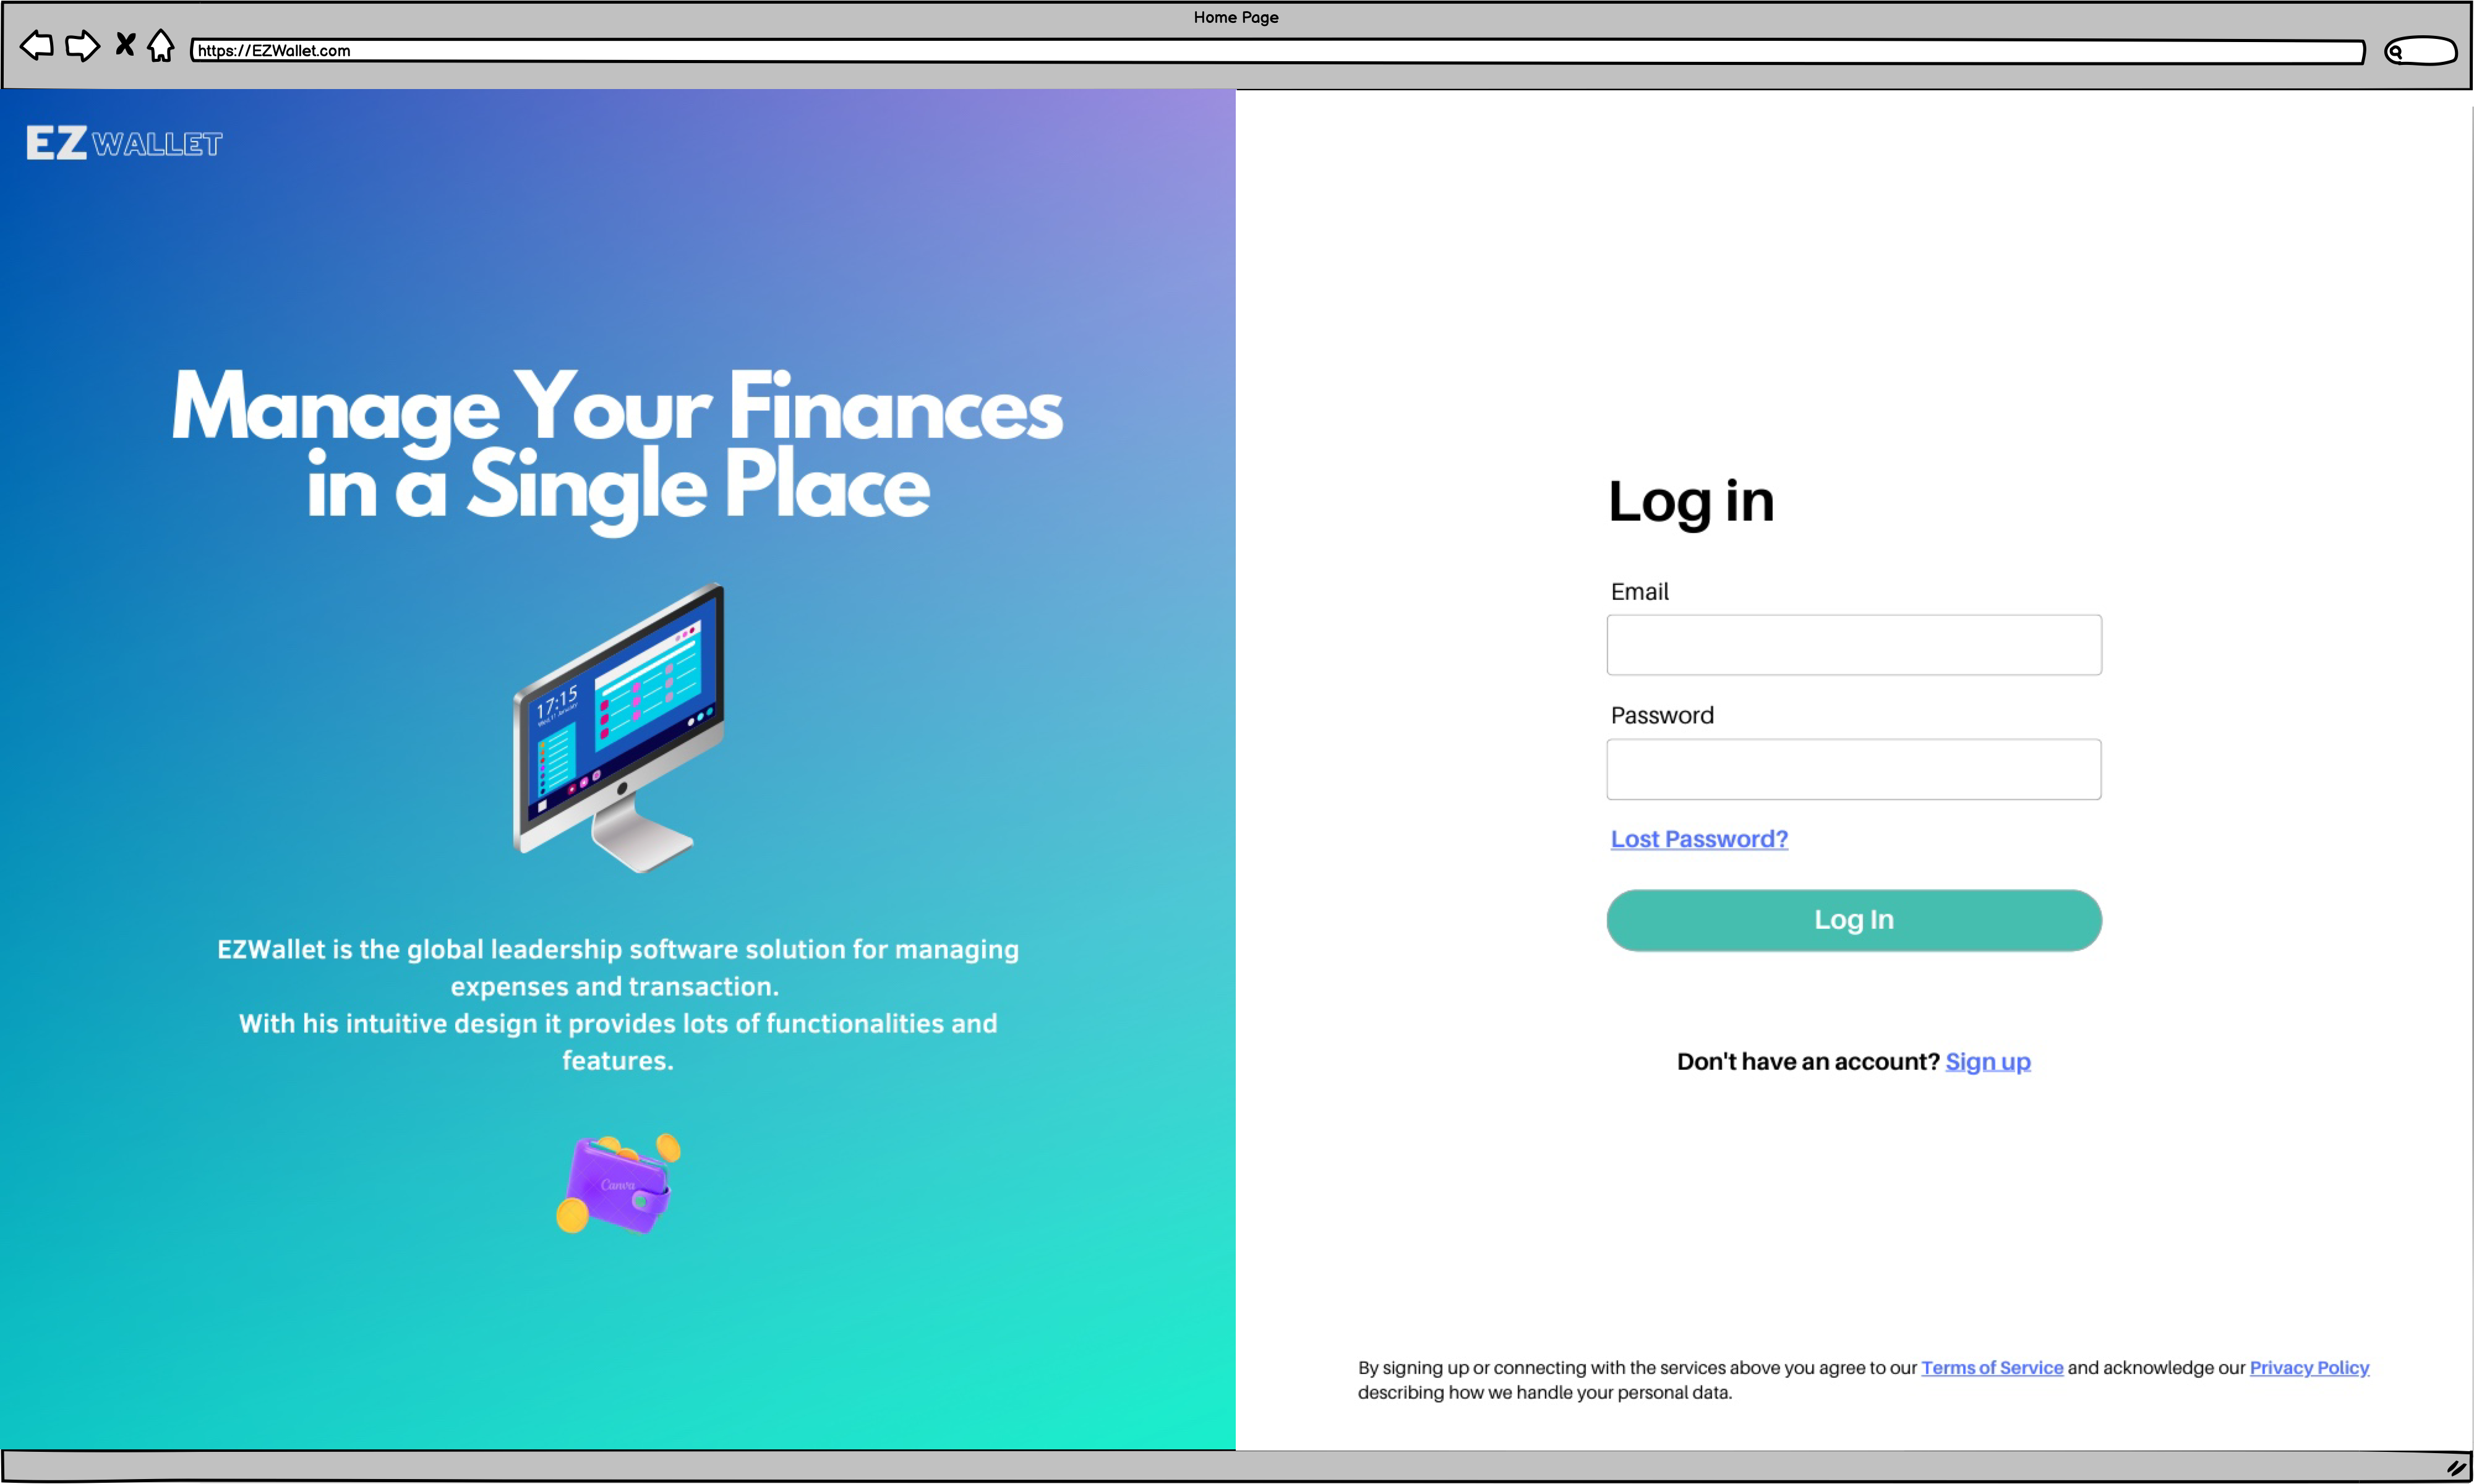 Home Page
https://EZWallet.com
EZ WALLET
Manage Your Finances
in a Single Place
17:15
EZWallet is the global leadership software solution for managing
expenses and transaction.
With his intuitive design it provides lots of functionalities and
features.
Canva
Log in
Email
Password
Lost Password?
Log In
Don't have an account? Sign up
By signing up or connecting with the services above you agree to our Terms of Service and acknowledge our Privacy Policy
describing how we handle your personal data.